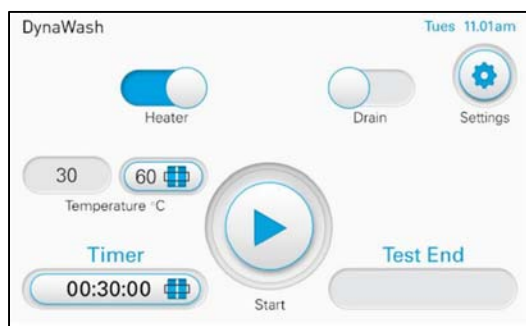 DynaWash
Tues 11.01am
Heater
Drain
Settings
30
60
Temperature °C
Timer
Test End
00:30:00
Start